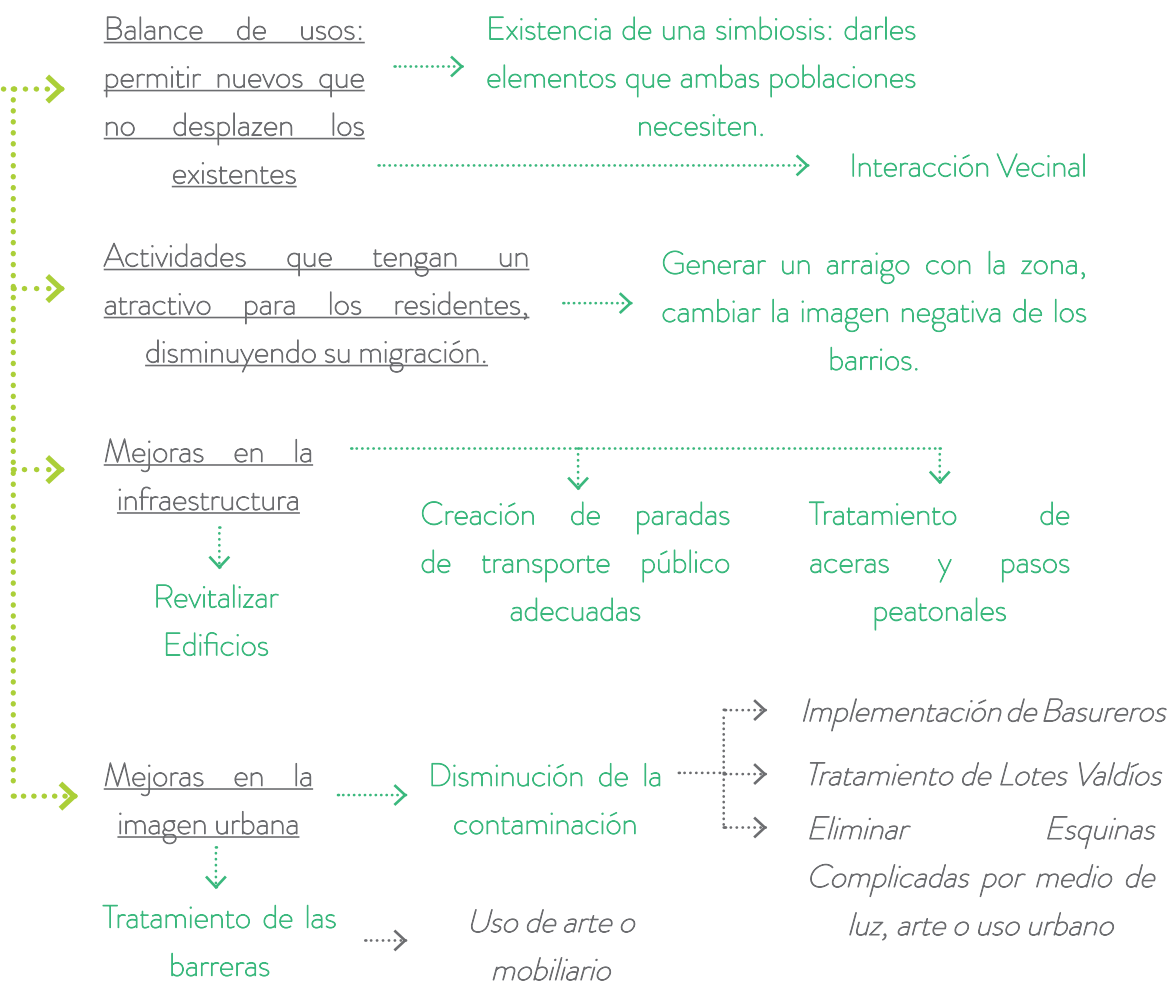 Balance de usos:
permitir nuevos que
no desplazen los
existentes
Existencia de una simbiosis: darles
elementos que ambas poblaciones
necesiten.
Interacción Vecinal
Actividades que tengan un
atractivo para los residentes,
disminuyendo su migración.
Generar un arraigo con la zona,
cambiar la imagen negativa de los
barrios.
Mejoras en la
infraestructura
Revitalizar
Edificios
Creación de paradas
de transporte público
adecuadas
Tratamiento de
aceras y pasos
peatonales
Mejoras en la
imagen urbana
Disminución de la
contaminación
Implementación de Basureros
Tratamiento de Lotes Valdíos
Eliminar Esquinas
Complicadas por medio de
luz, arte o uso urbano
Tratamiento de las
barreras
Uso de arte o
mobiliario